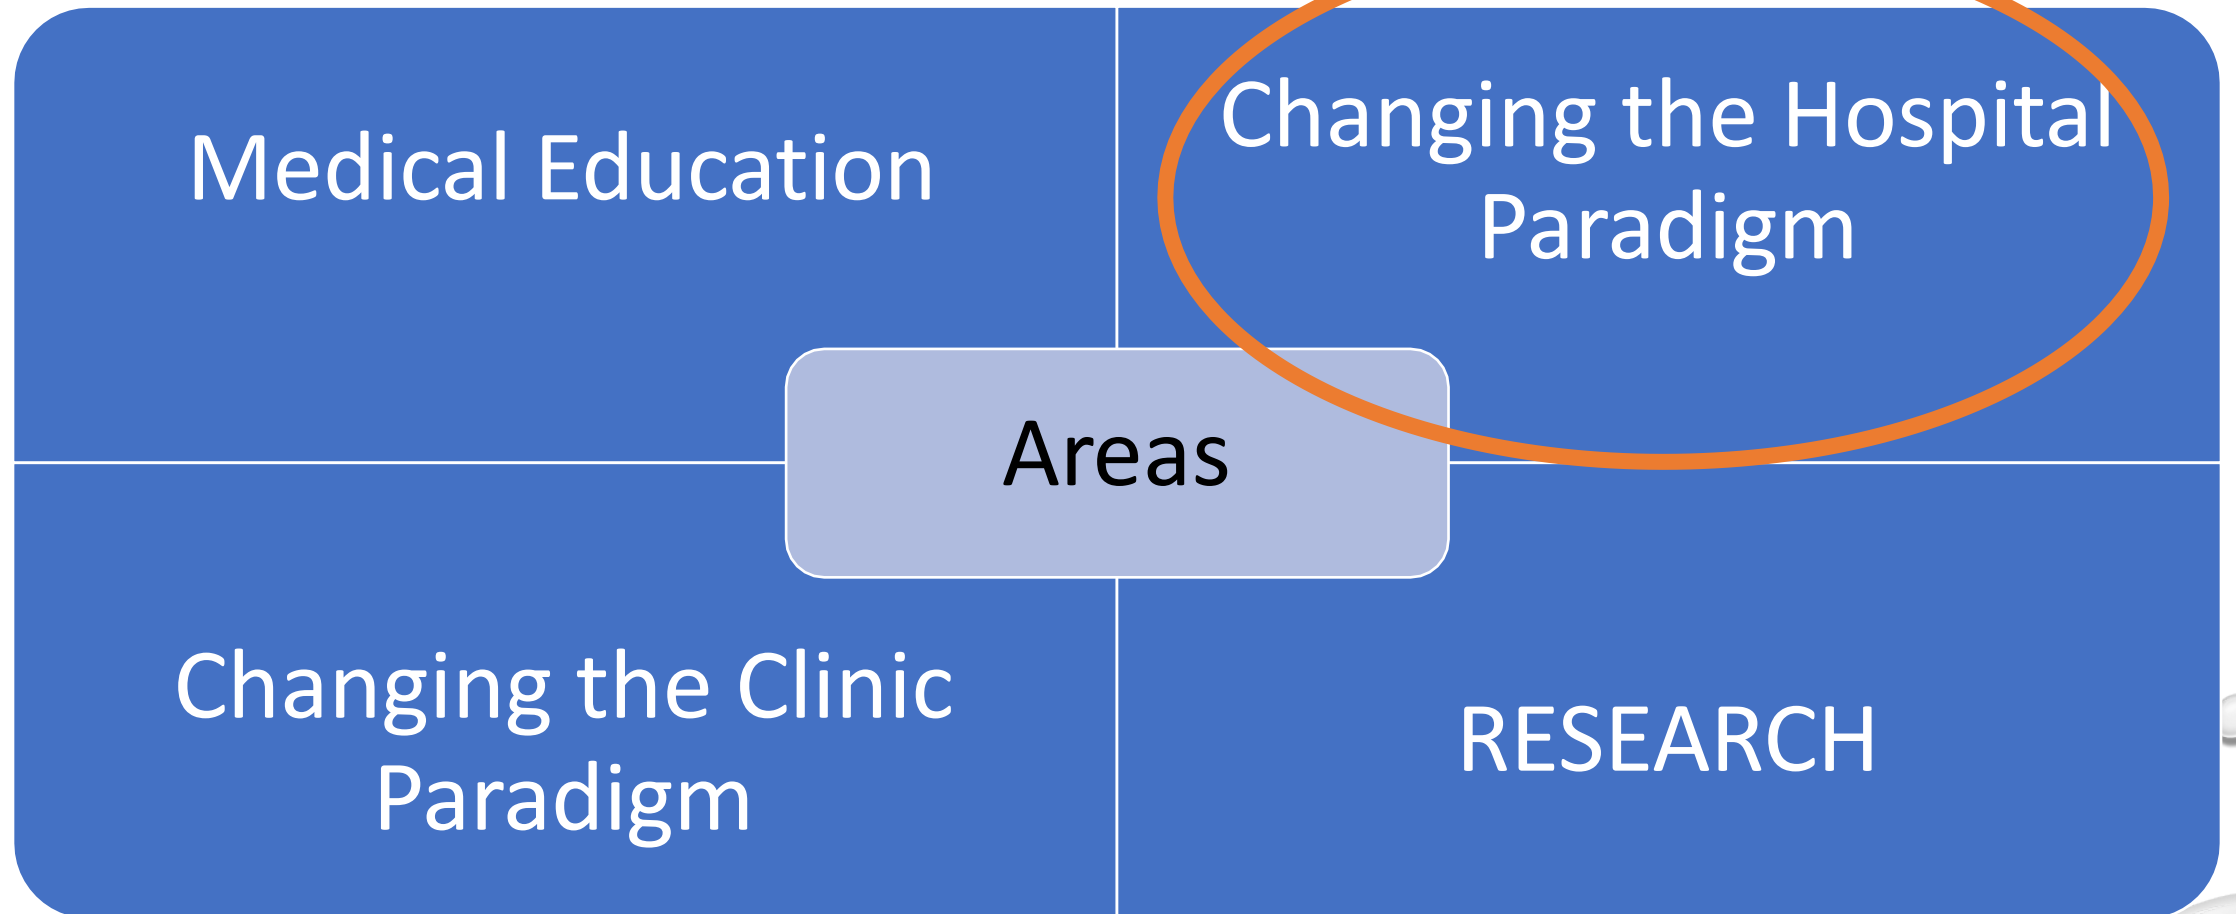 Medical Education
Changing the Hospital
Paradigm
Areas
Changing the Clinic
Paradigm
RESEARCH